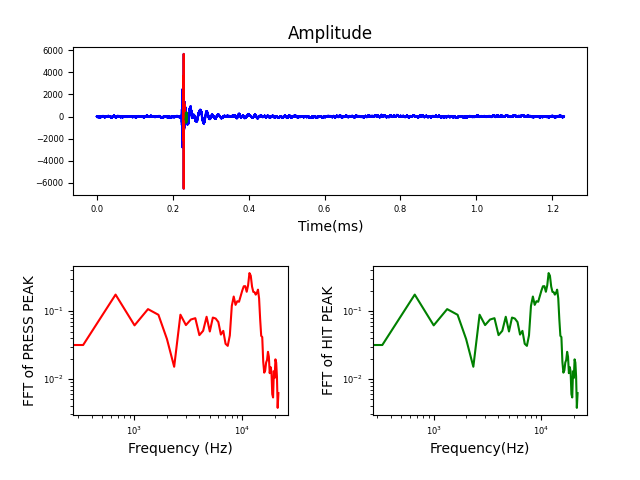 Amplitude
6000
4000
2000
0
−2000
−4000
−6000
0.0 0.2 0.4 0.6 0.8 1.0 1.2
Time(ms)
FFT of PRESS PEAK
10⁻¹
10⁻²
10³ 10⁴
Frequency (Hz)
FFT of HIT PEAK
10⁻¹
10⁻²
10³ 10⁴
Frequency(Hz)